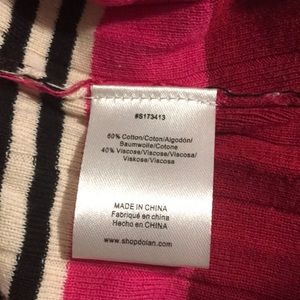 #S173413
60% Cotton/Coton/Algodón/
Baumwolle/Cotone
40% Viscose/Viscose/Viscosa/
Viskose/Viscosa
MADE IN CHINA
Fabriqué en china
Hecho en CHINA
www.shopdolan.com